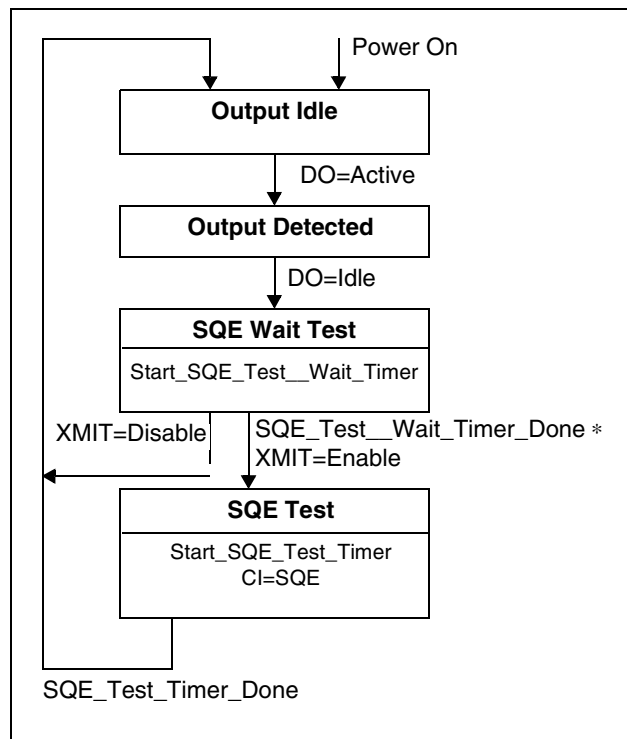 Power On
Output Idle
DO=Active
Output Detected
DO=Idle
SQE Wait Test
Start_SQE_Test__Wait_Timer
XMIT=Disable
SQE_Test__Wait_Timer_Done *
XMIT=Enable
SQE Test
Start_SQE_Test_Timer
CI=SQE
SQE_Test_Timer_Done